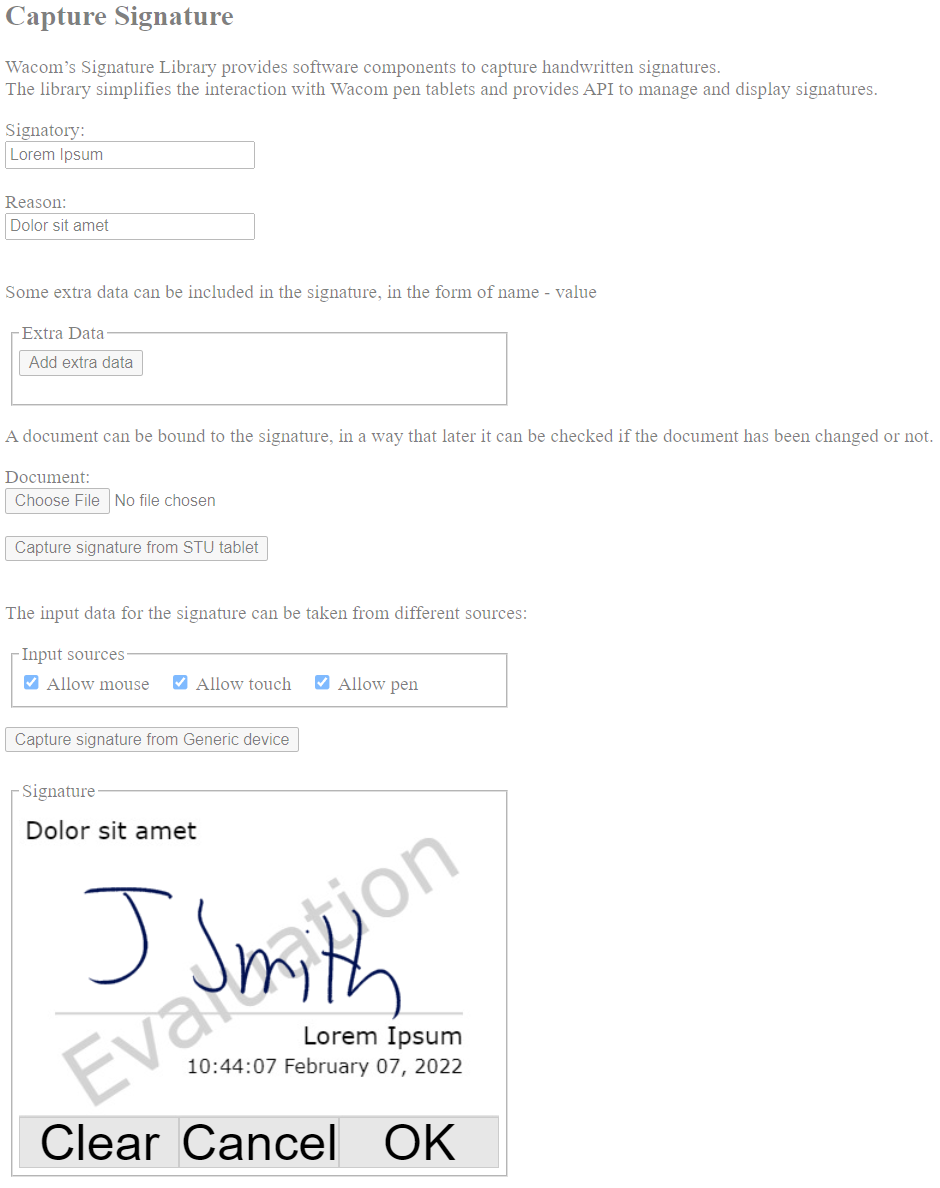 Capture Signature
Wacom’s Signature Library provides software components to capture handwritten signatures.
The library simplifies the interaction with Wacom pen tablets and provides API to manage and display signatures.
Signatory:
Lorem Ipsum
Reason:
Dolor sit amet
Some extra data can be included in the signature, in the form of name - value
Extra Data
Add extra data
A document can be bound to the signature, in a way that later it can be checked if the document has been changed or not.
Document:
Choose File No file chosen
Capture signature from STU tablet
The input data for the signature can be taken from different sources:
Input sources
Allow mouse Allow touch Allow pen
Capture signature from Generic device
Signature
Dolor sit amet
Evaluation
J Smith
Lorem Ipsum
10:44:07 February 07, 2022
Clear Cancel OK